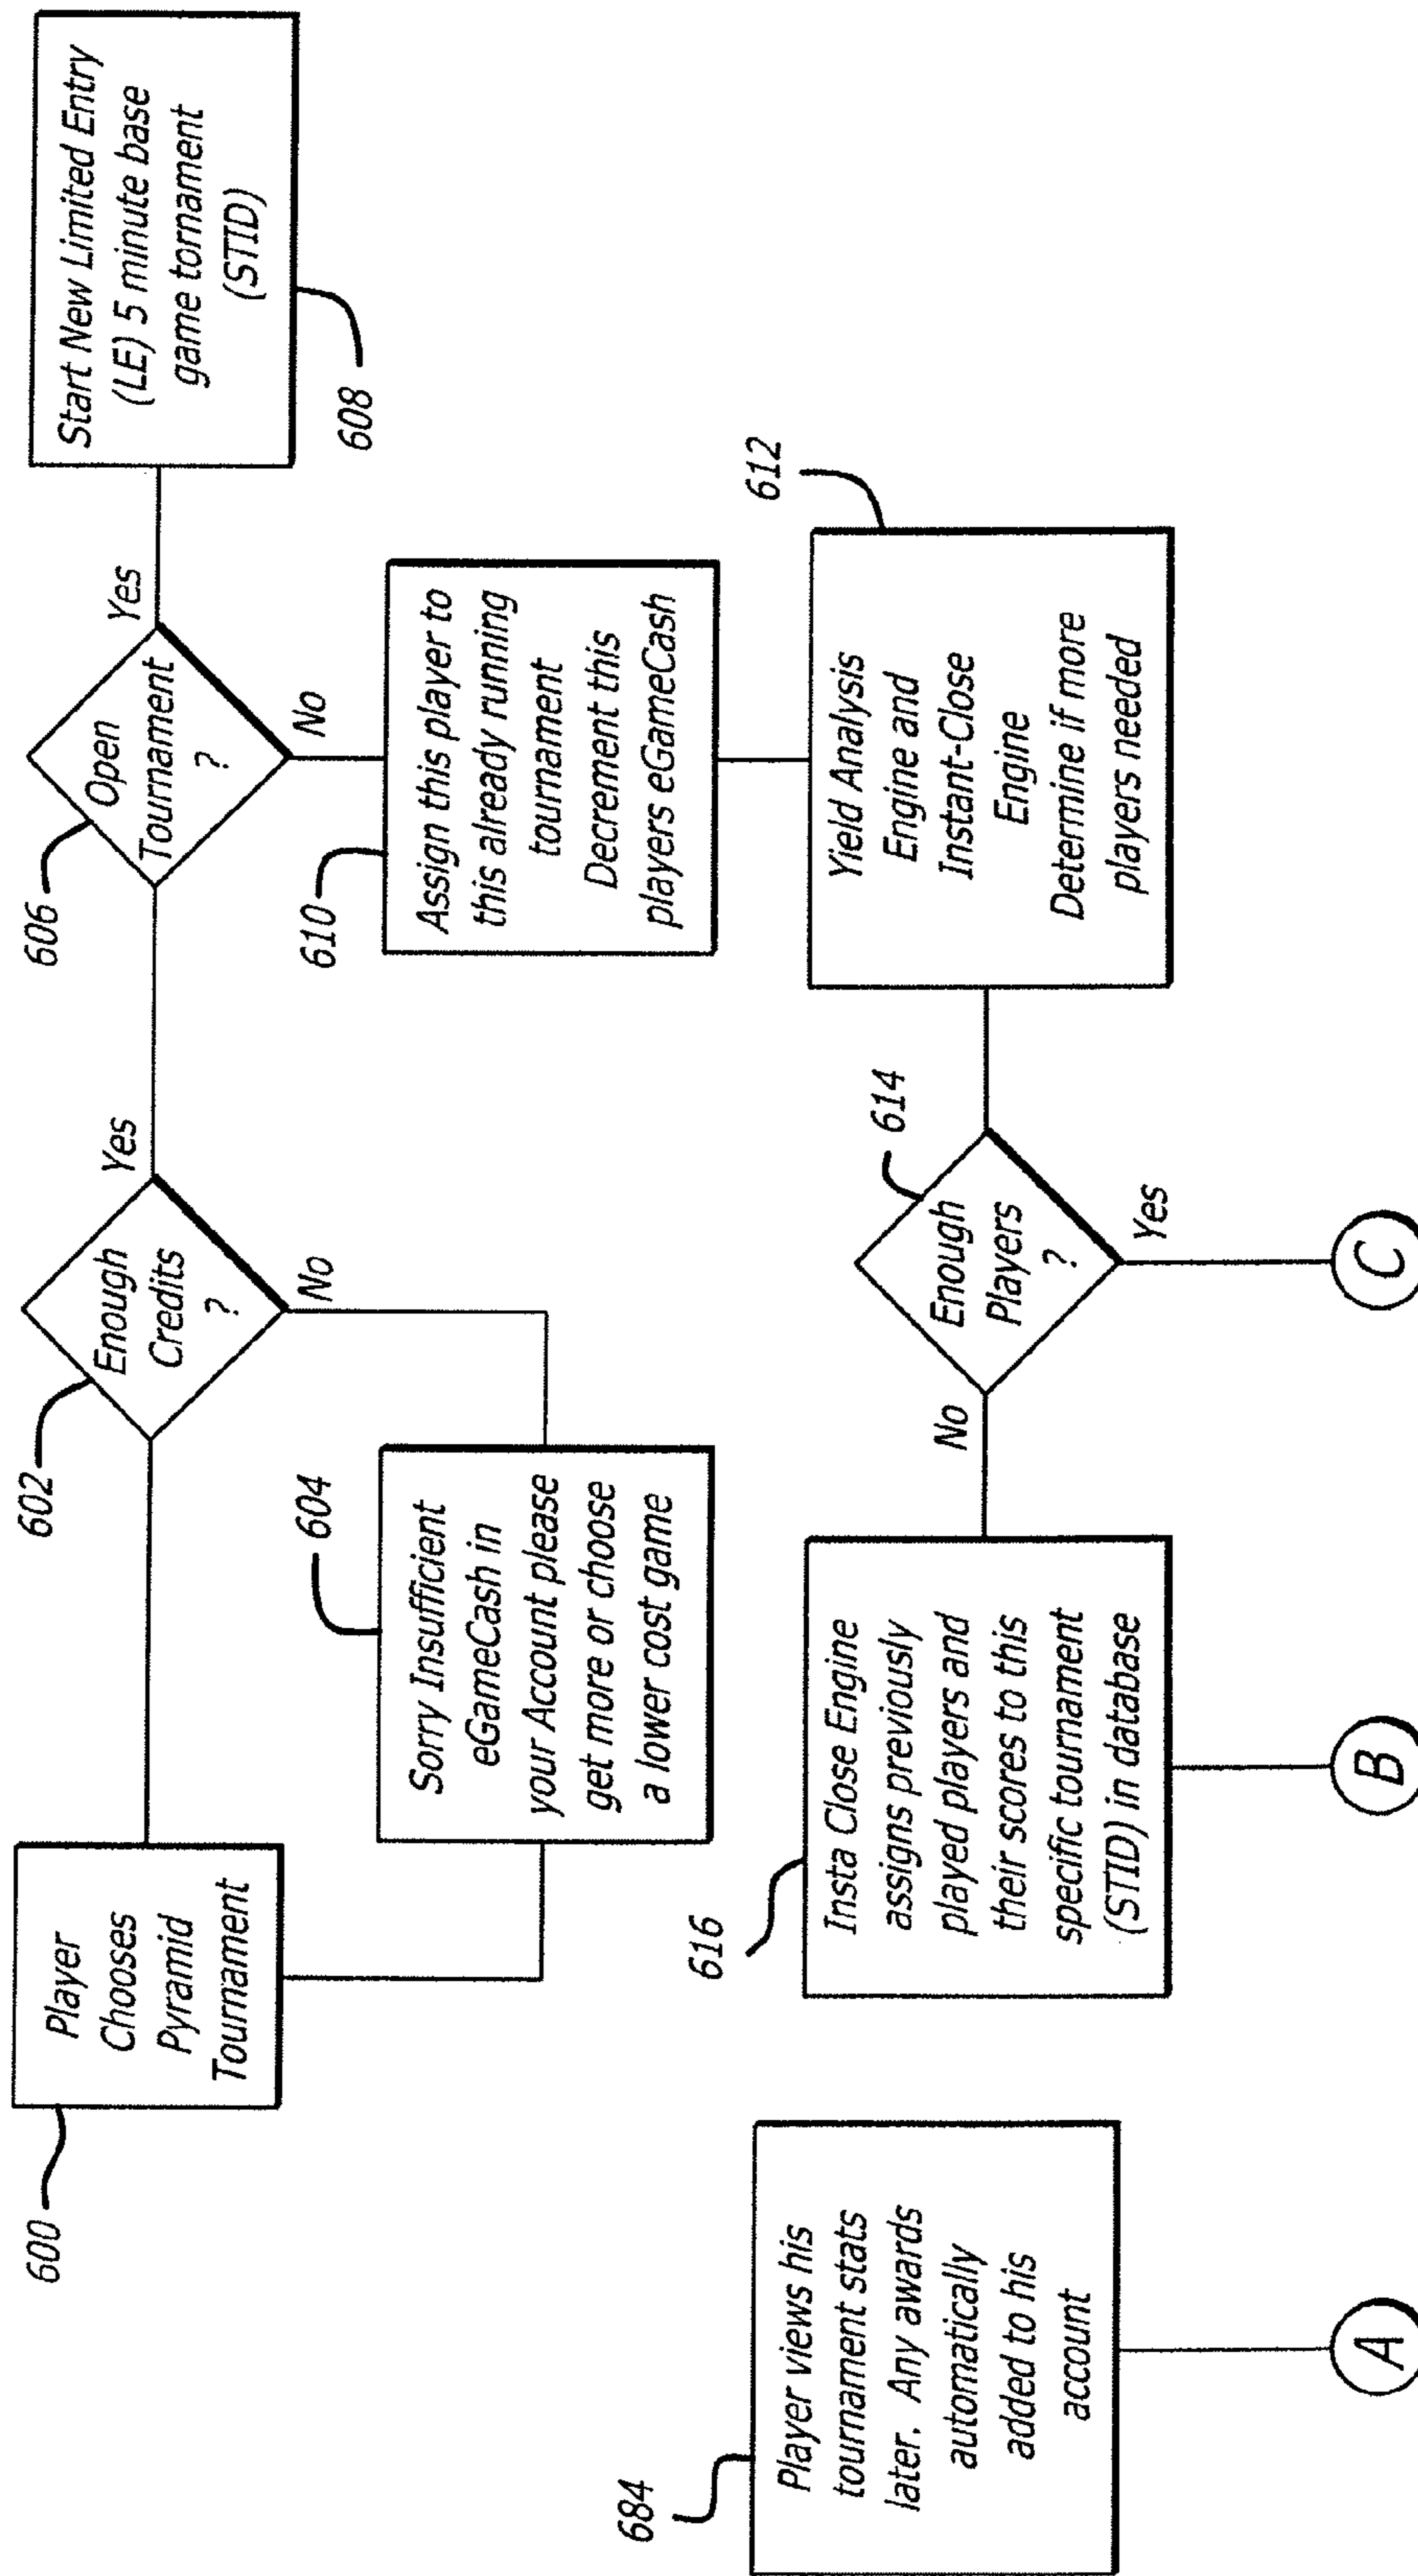 600
Player
Chooses
Pyramid
Tournament
602
Enough
Credits
?
Yes
No
604
Sorry Insufficient
eGameCash in
your Account please
get more or choose
a lower cost game
606
Open
Tournament
?
Yes
No
Start New Limited Entry
(LE) 5 minute base
game tornament
(STID)
608
610
Assign this player to
this already running
tournament
Decrement this
players eGameCash
612
Yield Analysis
Engine and
Instant-Close
Engine
Determine if more
players needed
614
Enough
Players
?
No
Yes
616
Insta Close Engine
assigns previously
played players and
their scores to this
specific tournament
(STID) in database
684
Player views his
tournament stats
later. Any awards
automatically
added to his
account
A
B
C